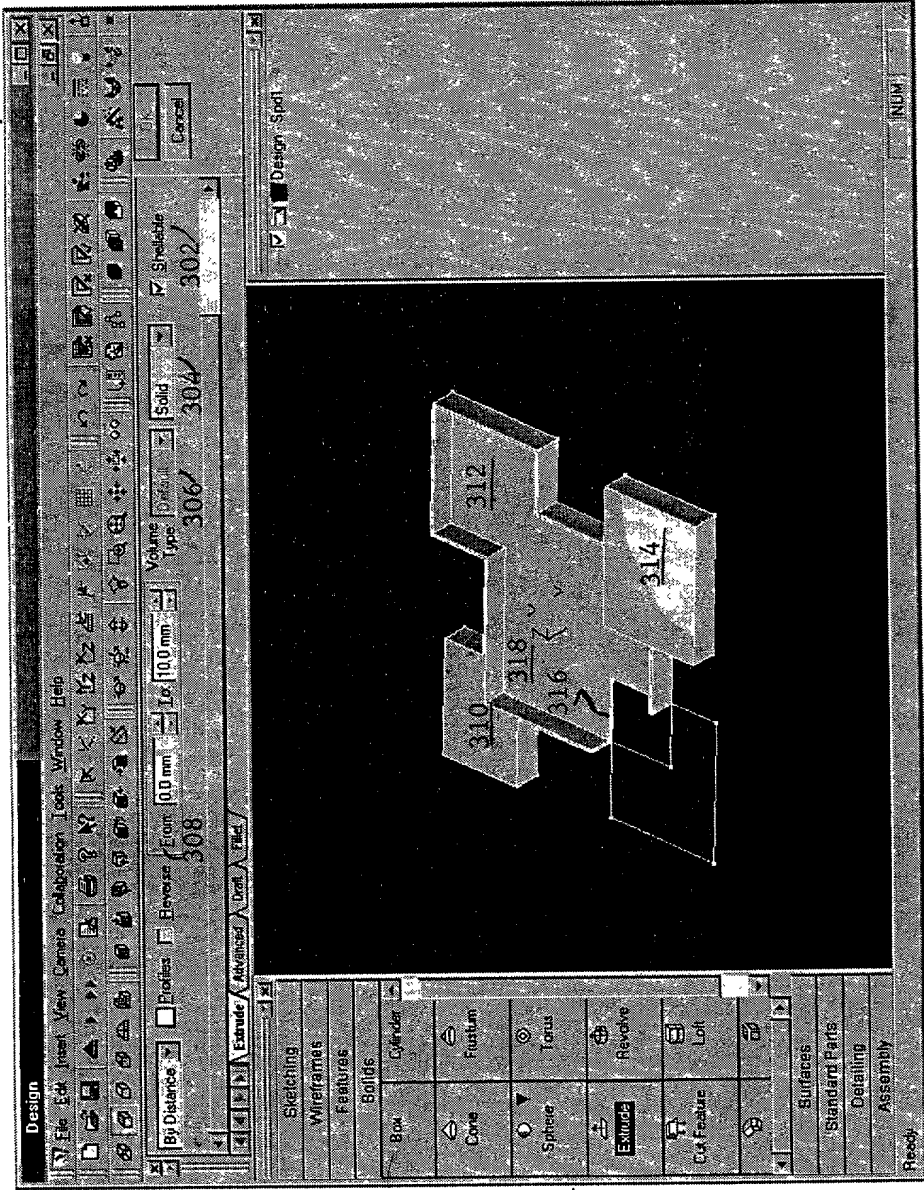 Design
File Edit Insert View Camera Collaboration Tools Window Help
By Distance Profiles Reverse From 0.0 mm To 10.0 mm Volume Type Default Solid Shellable OK
Cancel
308 306 304 302
Extrude Advanced Draft Fillet
Sketching
Wireframes
Features
Solids
Box Cylinder
Cone Frustum
Sphere Torus
Extrude Revolve
Cut Feature Loft
Surfaces
Standard Parts
Detailing
Assembly
310
318
316
312
314
Ready
NUM